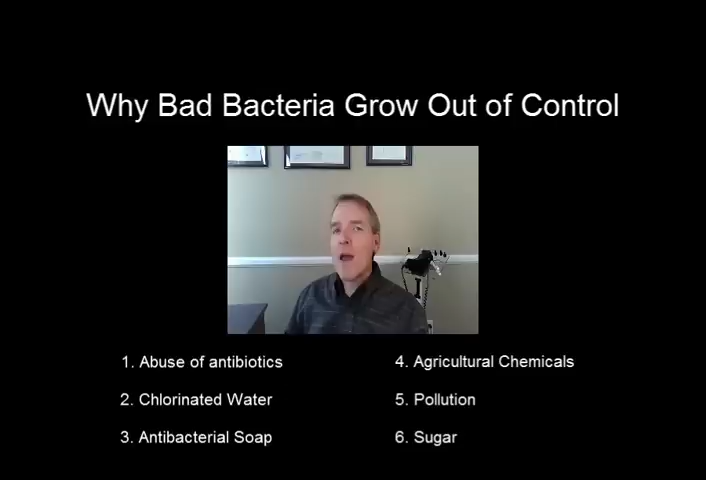 Why Bad Bacteria Grow Out of Control
1. Abuse of antibiotics
2. Chlorinated Water
3. Antibacterial Soap
4. Agricultural Chemicals
5. Pollution
6. Sugar